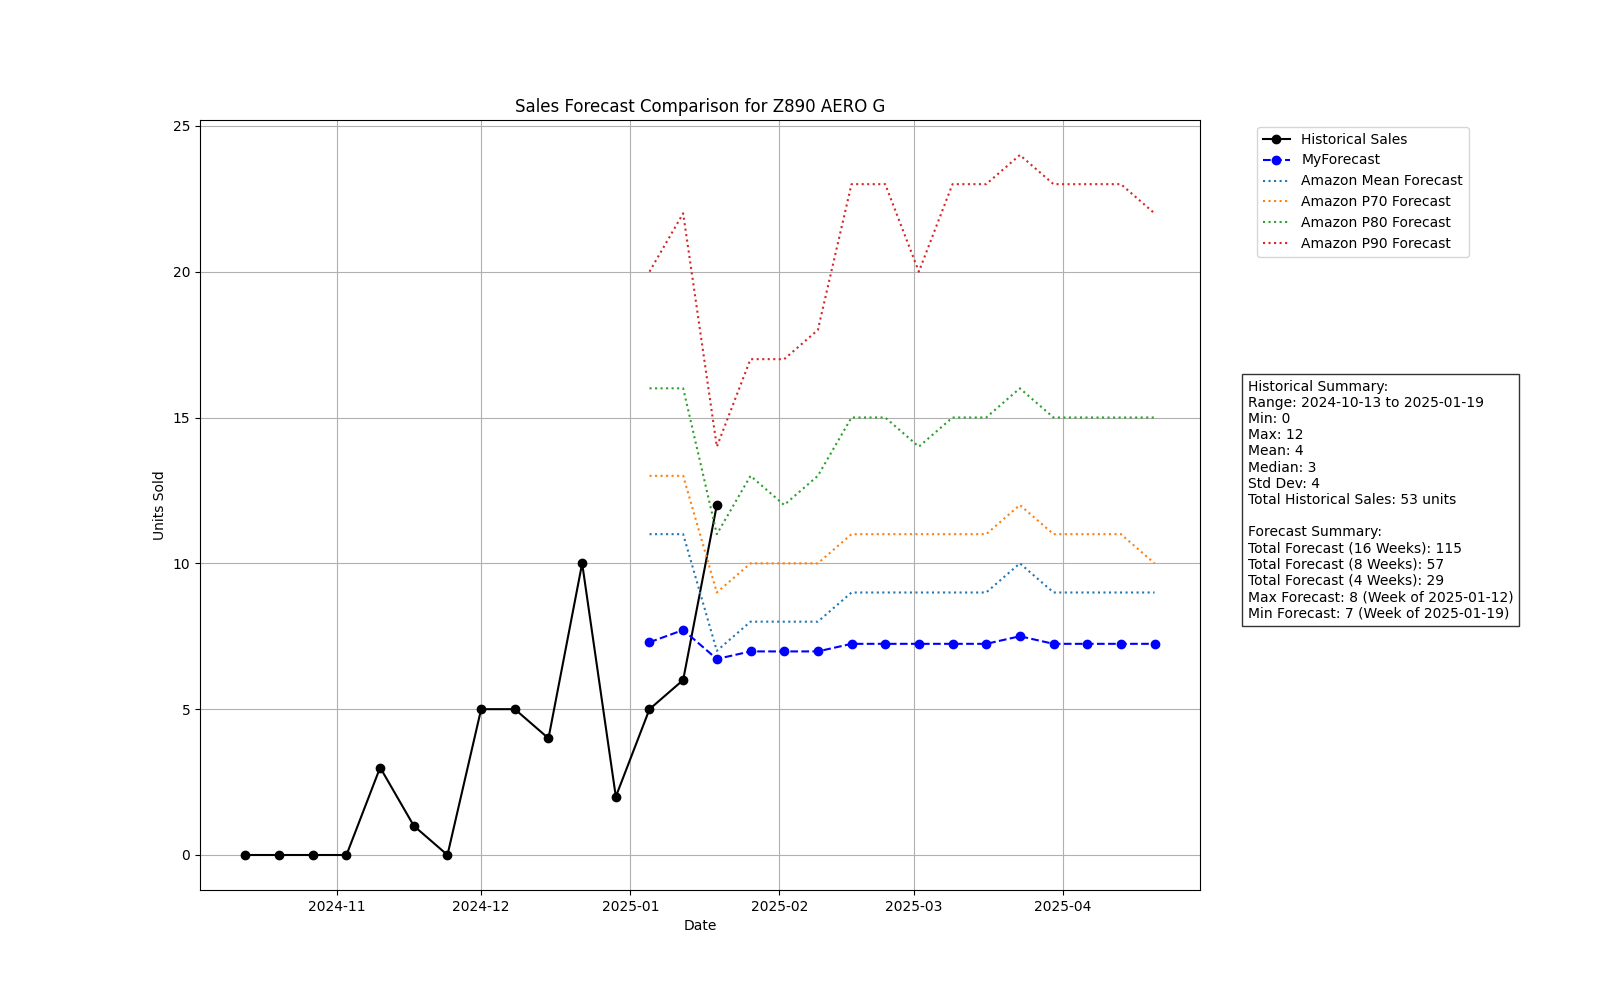 Sales Forecast Comparison for Z890 AERO G
25
20
15
10
5
0
Units Sold
2024-11
2024-12
2025-01
2025-02
2025-03
2025-04
Date
Historical Sales
MyForecast
Amazon Mean Forecast
Amazon P70 Forecast
Amazon P80 Forecast
Amazon P90 Forecast
Historical Summary:
Range: 2024-10-13 to 2025-01-19
Min: 0
Max: 12
Mean: 4
Median: 3
Std Dev: 4
Total Historical Sales: 53 units
Forecast Summary:
Total Forecast (16 Weeks): 115
Total Forecast (8 Weeks): 57
Total Forecast (4 Weeks): 29
Max Forecast: 8 (Week of 2025-01-12)
Min Forecast: 7 (Week of 2025-01-19)